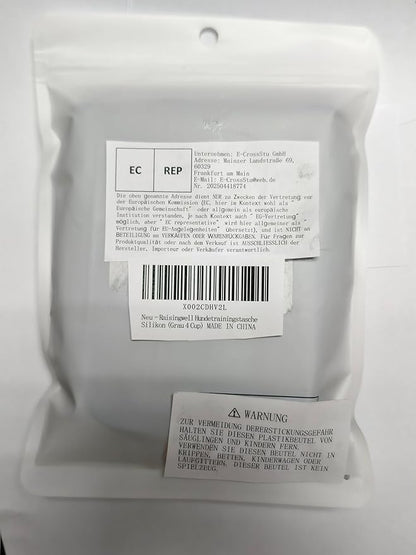 EC
REP
Unternehmen: E-CrossStu GmbH
Adresse: Mainzer Landstraße 69,
60329
Frankfurt am Main
E-Mail: E-CrossStu@web.de
Nr. 202504418774
Die oben genannte Adresse dient NUR zu Zwecken der Vertretung vor
der Europäischen Kommission (EC, hier im Kontext wohl als
"Europäische Gemeinschaft" oder allgemein als europäische
Institution verstanden, je nach Kontext auch " EG-Vertretung"
möglich, aber " EC representative" wird hier allgemeiner als
"Vertretung für EG-Angelegenheiten" übersetzt), und ist NICHT an
BETEILIGUNG an VERKÄUFEN ODER WARENRÜCKGABEN. Für Fragen zur
Produktqualität oder nach dem Verkauf ist AUSSCHLIESSLICH der
Hersteller, Importeur oder Verkäufer verantwortlich.
X002CDHV2L
Neu - Raisingwell Hundetrainingstasche
Silikon (Grau 4 Cup) MADE IN CHINA
WARNUNG
ZUR VERMEIDUNG DERERSTICKUNGSGEFAHR
HALTEN SIE DIESEN PLASTIKBEUTEL VON
SÄUGLINGEN UND KINDERN FERN.
VERWENDEN SIE DIESEN BEUTEL NICHT IN
KRIPPEN, BETTEN, KINDERWAGEN ODER
LAUFGITTERN. DIESER BEUTEL IST KEIN
SPIELZEUG.